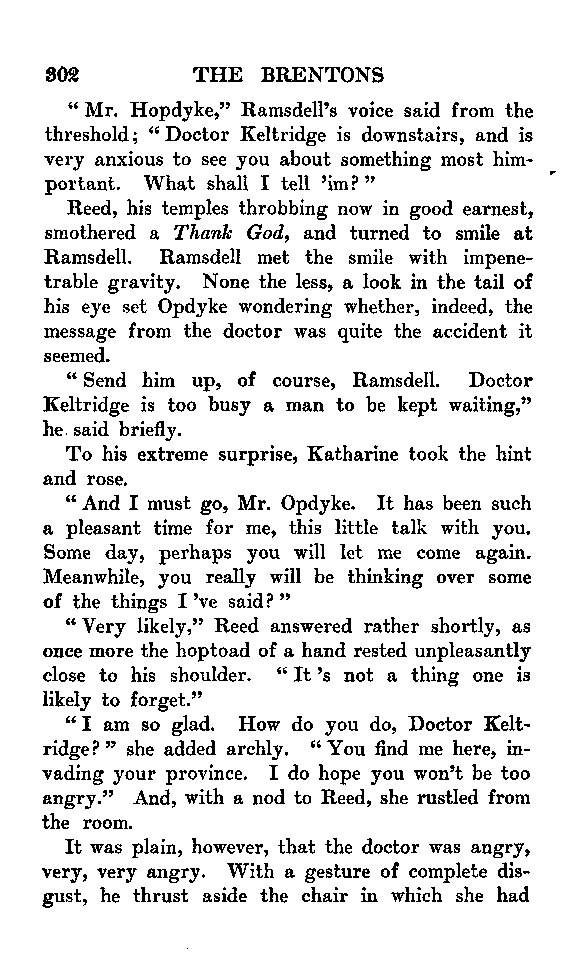 302 THE BRENTONS
“ Mr. Hopdyke,” Ramsdell’s voice said from the
threshold; “ Doctor Keltridge is downstairs, and is
very anxious to see you about something most him-
portant. What shall I tell ’im? ”
Reed, his temples throbbing now in good earnest,
smothered a Thank God, and turned to smile at
Ramsdell. Ramsdell met the smile with impene-
trable gravity. None the less, a look in the tail of
his eye set Opdyke wondering whether, indeed, the
message from the doctor was quite the accident it
seemed.
“ Send him up, of course, Ramsdell. Doctor
Keltridge is too busy a man to be kept waiting,”
he said briefly.
To his extreme surprise, Katharine took the hint
and rose.
“ And I must go, Mr. Opdyke. It has been such
a pleasant time for me, this little talk with you.
Some day, perhaps you will let me come again.
Meanwhile, you really will be thinking over some
of the things I ’ve said? ”
“ Very likely,” Reed answered rather shortly, as
once more the hoptoad of a hand rested unpleasantly
close to his shoulder. “ It ’s not a thing one is
likely to forget.”
“ I am so glad. How do you do, Doctor Kelt-
ridge? ” she added archly. “ You find me here, in-
vading your province. I do hope you won’t be too
angry.” And, with a nod to Reed, she rustled from
the room.
It was plain, however, that the doctor was angry,
very, very angry. With a gesture of complete dis-
gust, he thrust aside the chair in which she had